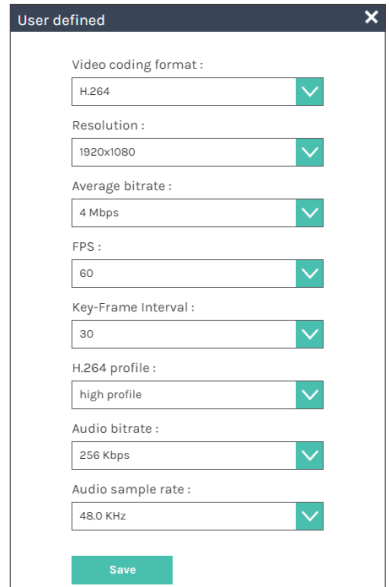 User defined
Video coding format :
H.264
Resolution :
1920x1080
Average bitrate :
4 Mbps
FPS :
60
Key-Frame Interval :
30
H.264 profile :
high profile
Audio bitrate :
256 Kbps
Audio sample rate :
48.0 KHz
Save